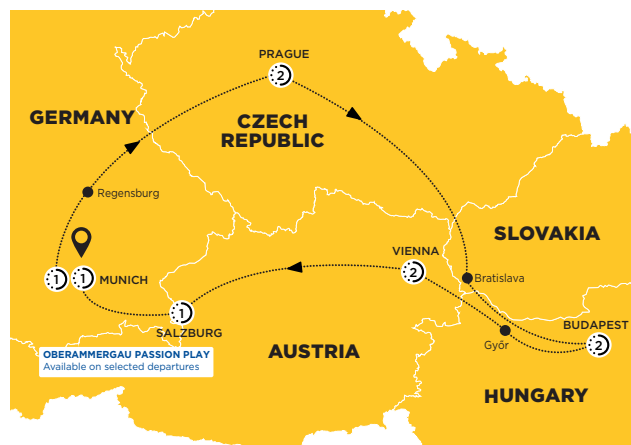 PRAGUE
2
GERMANY
CZECH
REPUBLIC
Regensburg
SLOVAKIA
VIENNA
2
1
1
MUNICH
Bratislava
1
SALZBURG
BUDAPEST
2
Győr
OBERAMMERGAU PASSION PLAY
Available on selected departures
AUSTRIA
HUNGARY